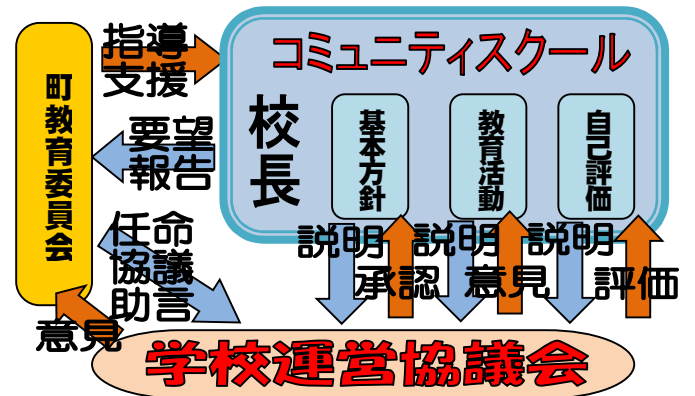 指導
支援
コミュニティスクール
町教育委員会
校長
基本方針
教育活動
自己評価
要望
報告
任命
協議
助言
説明
承認
説明
意見
説明
評価
意見
学校運営協議会